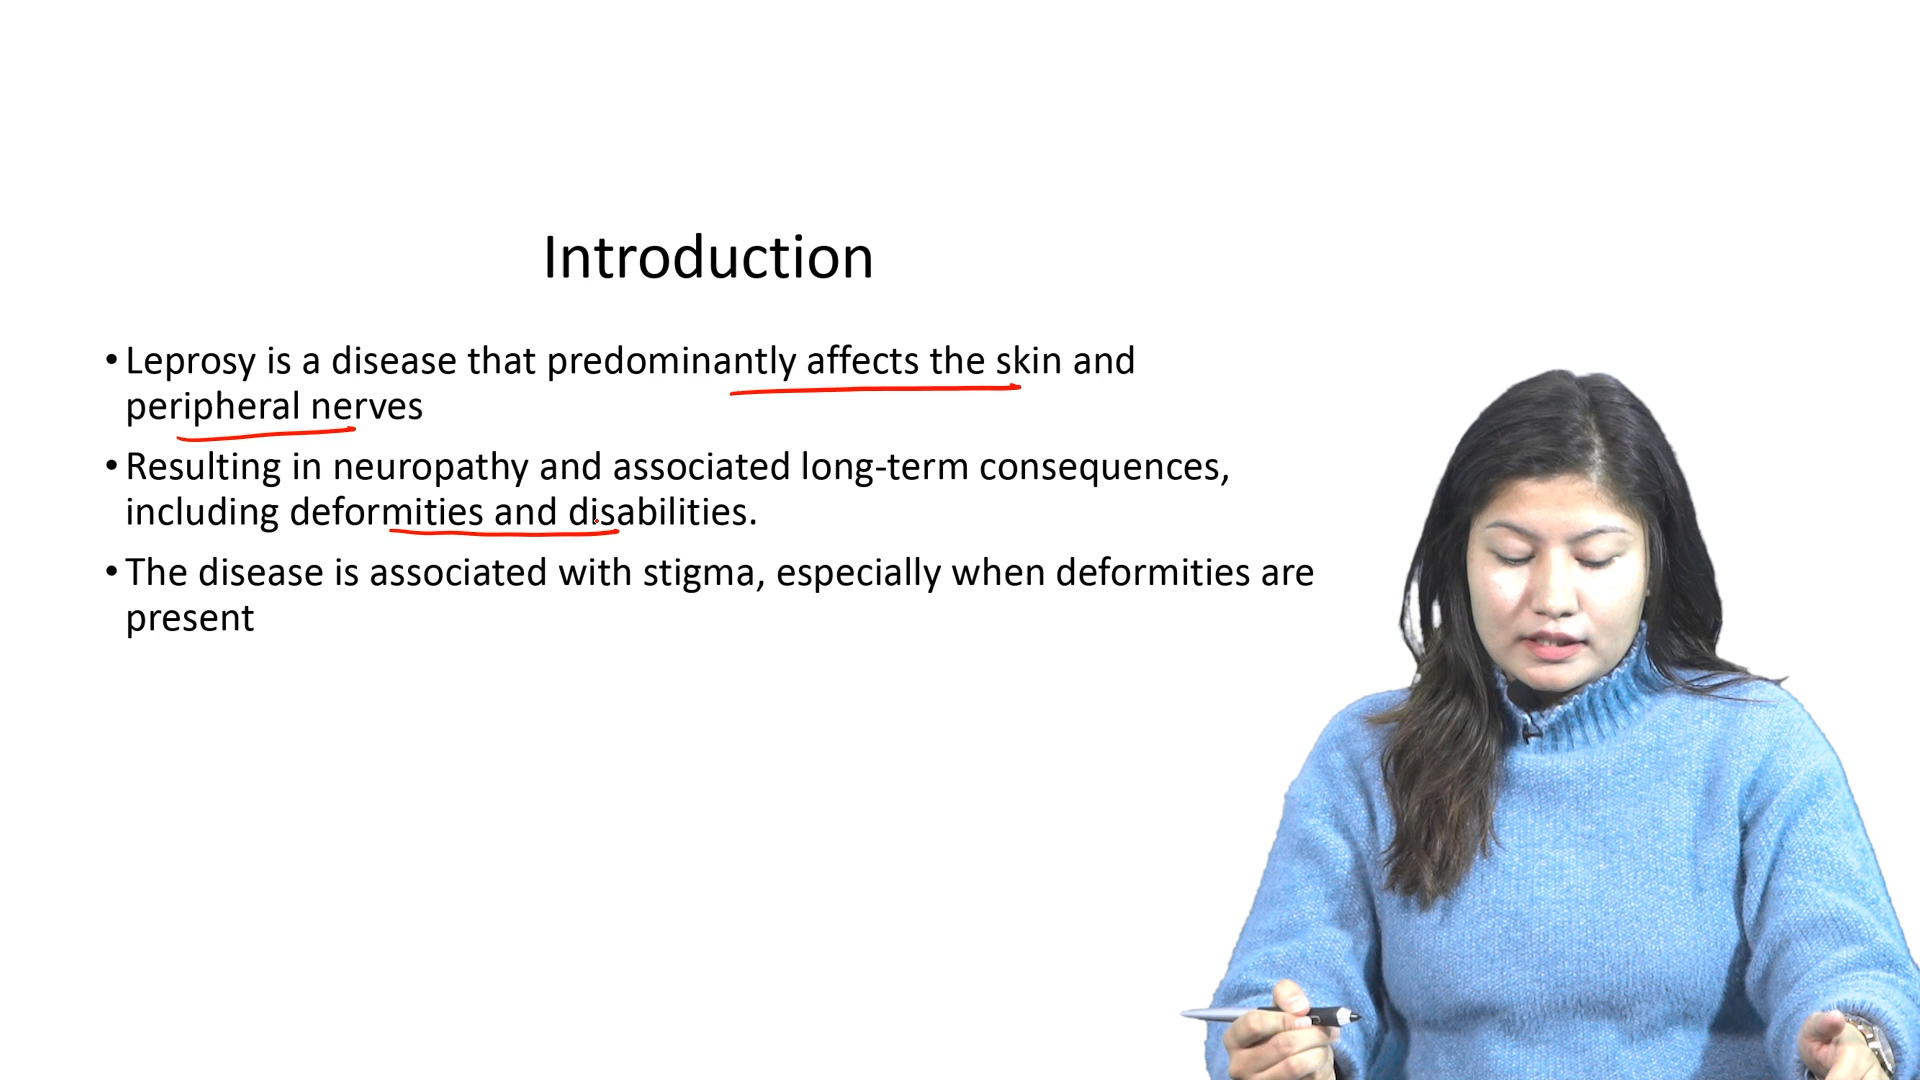 Introduction
• Leprosy is a disease that predominantly affects the skin and
peripheral nerves
• Resulting in neuropathy and associated long-term consequences,
including deformities and disabilities.
• The disease is associated with stigma, especially when deformities are
present